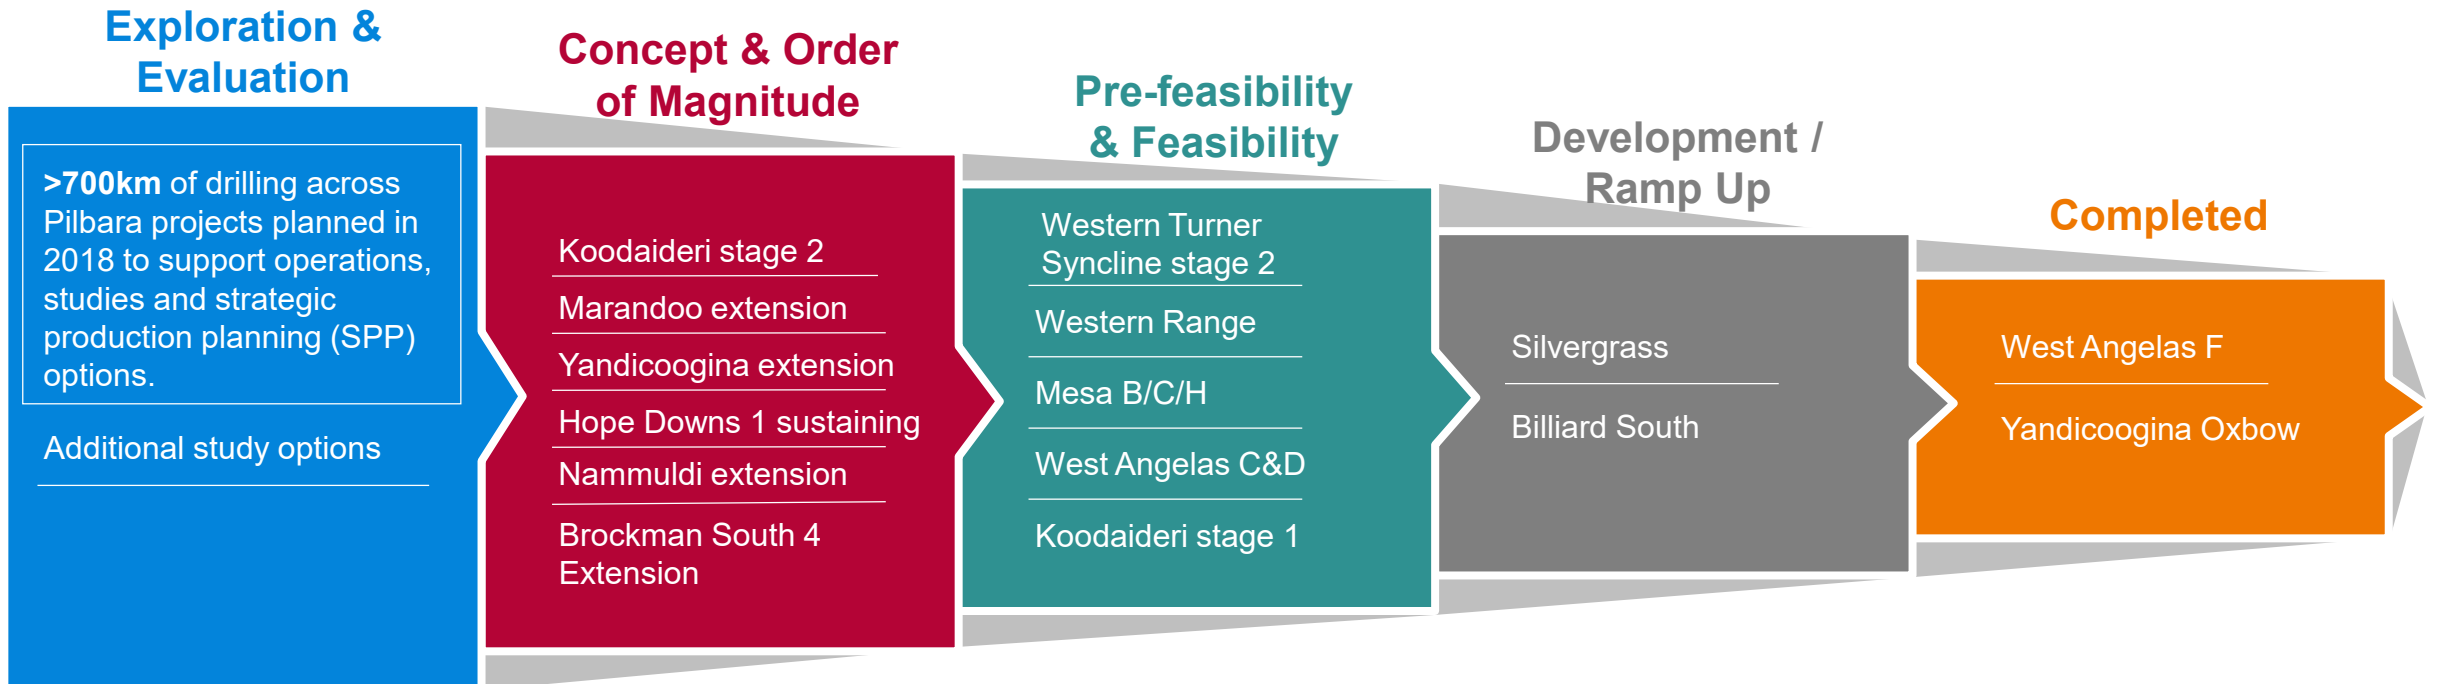 Exploration &
Evaluation
>700km of drilling across
Pilbara projects planned in
2018 to support operations,
studies and strategic
production planning (SPP)
options.
Additional study options
Concept & Order
of Magnitude
Koodaideri stage 2
Marandoo extension
Yandicoogina extension
Hope Downs 1 sustaining
Nammuldi extension
Brockman South 4
Extension
Pre-feasibility
& Feasibility
Western Turner
Syncline stage 2
Western Range
Mesa B/C/H
West Angelas C&D
Koodaideri stage 1
Development /
Ramp Up
Silvergrass
Billiard South
Completed
West Angelas F
Yandicoogina Oxbow